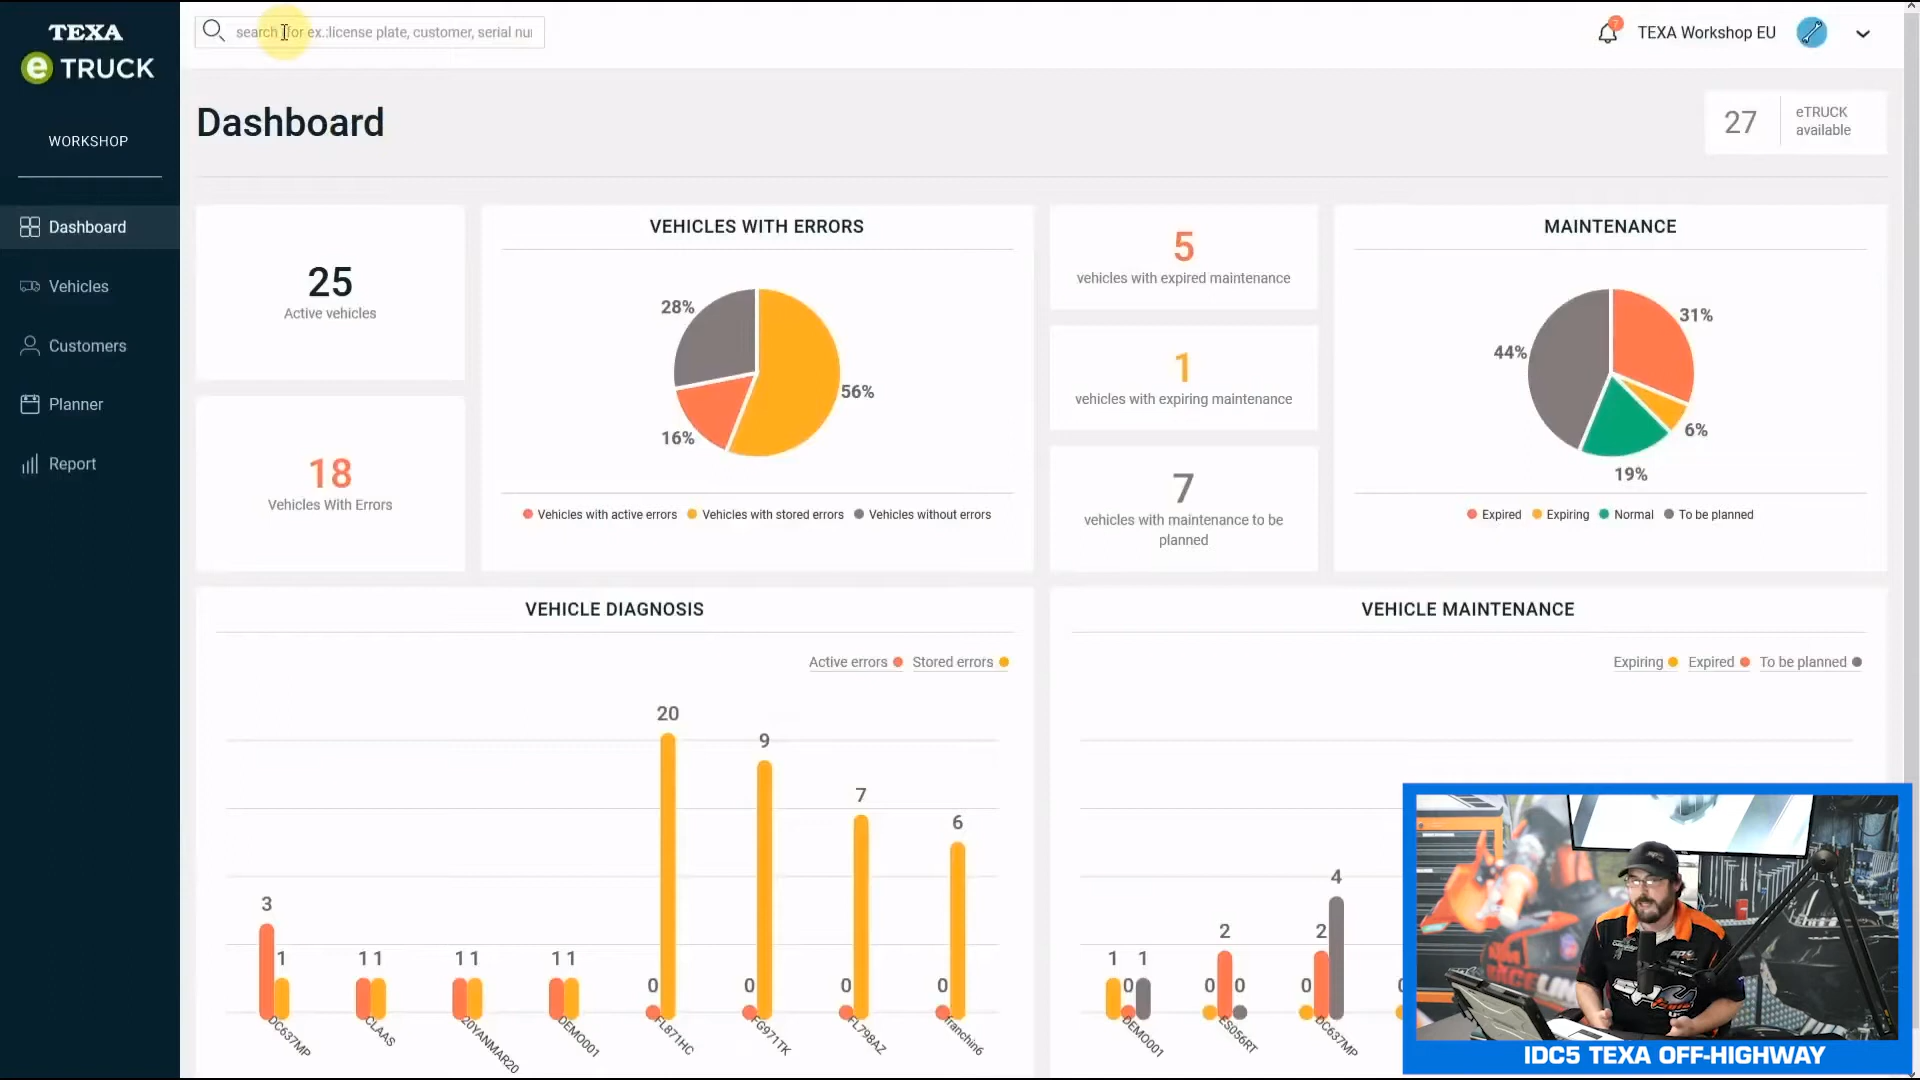 TEXA
e TRUCK
WORKSHOP
Dashboard
Vehicles
Customers
Planner
Report
search (for ex.:license plate, customer, serial nu
7
TEXA Workshop EU
Dashboard
27
eTRUCK
available
25
Active vehicles
18
Vehicles With Errors
VEHICLES WITH ERRORS
28%
56%
16%
Vehicles with active errors Vehicles with stored errors Vehicles without errors
5
vehicles with expired maintenance
1
vehicles with expiring maintenance
7
vehicles with maintenance to be
planned
MAINTENANCE
31%
44%
6%
19%
Expired Expiring Normal To be planned
VEHICLE DIAGNOSIS
Active errors Stored errors
20
9
7
6
3
1
1 1
1 1
1 1
0
0
0
0
DC637MP
CLAAS
20YANMAR20
DEMO001
FL871HC
FG971TK
FL798AZ
franchin6
VEHICLE MAINTENANCE
Expiring Expired To be planned
4
2
2
1
0
1
0
0
0
0
DEMO001
ES056RT
DC637MP
IDC5 TEXA OFF-HIGHWAY